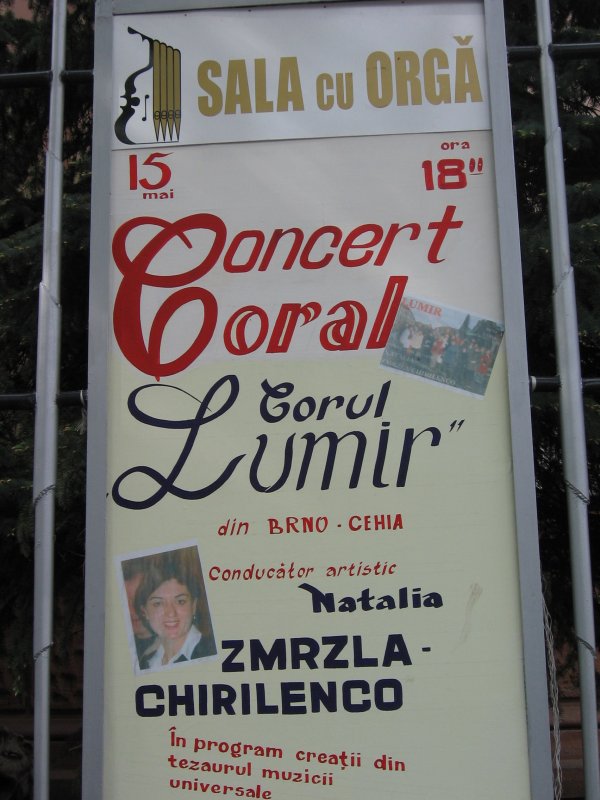 SALA CU ORGĂ
15 mai
ora 18"
Concert
Coral
LUMIR
Corul
„Lumir”
din BRNO - CEHIA
Conducător artistic
Natalia
ZMRZLA-
CHIRILENCO
În program creații din
tezaurul muzicii
universale